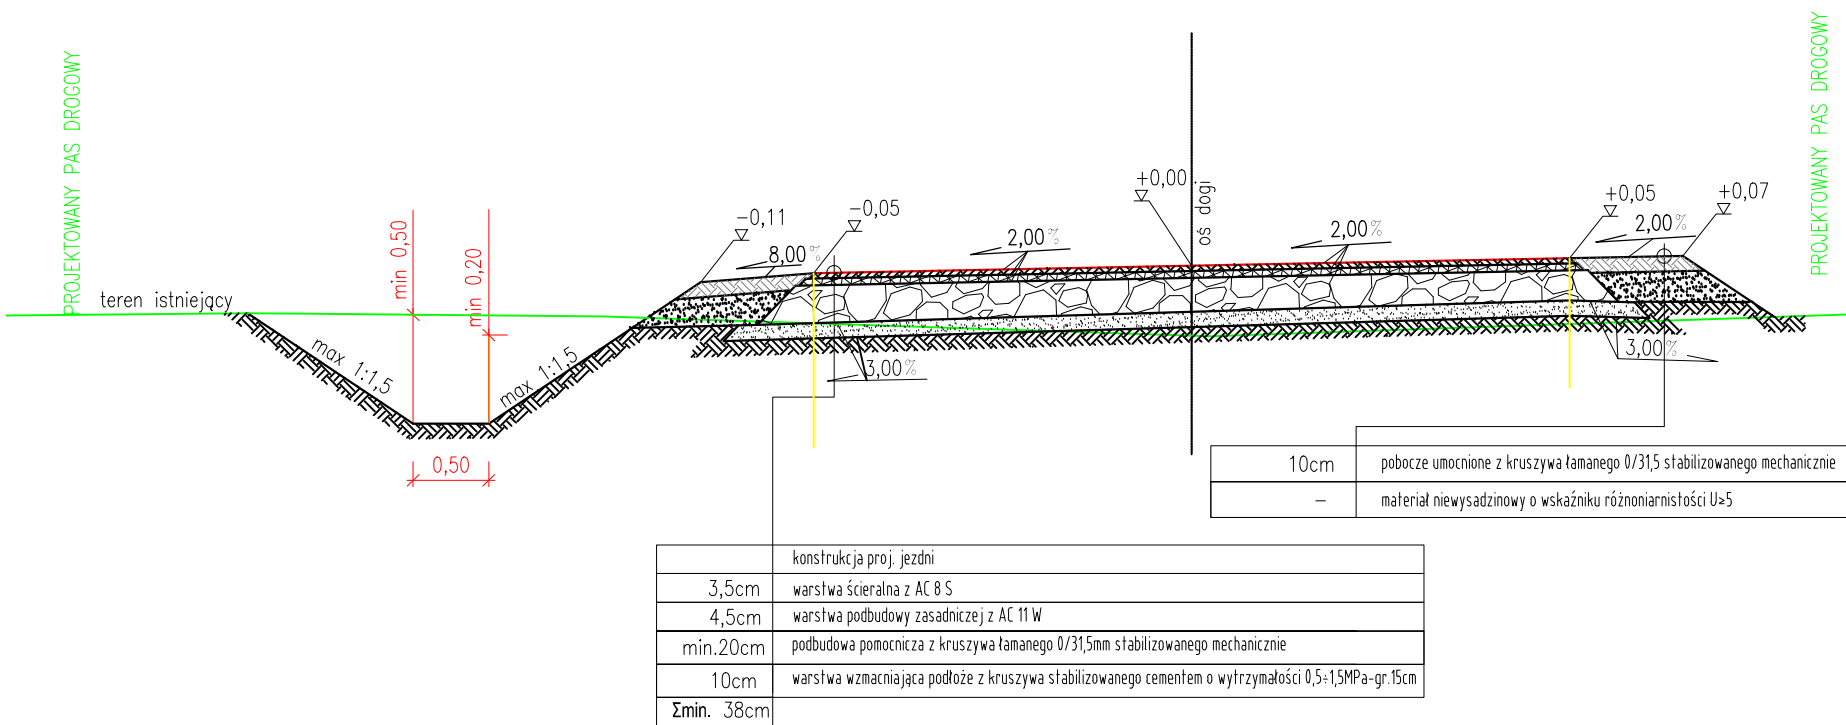 PROJEKTOWANY PAS DROGOWY
PROJEKTOWANY PAS DROGOWY
teren istniejący
min 0,50
min 0,20
max 1:1,5
max 1:1,5
0,50
-0,11
-0,05
+0,00
oś dogi
+0,05
+0,07
8,00%
2,00%
2,00%
2,00%
3,00%
3,00%
10cm pobocze umocnione z kruszywa łamanego 0/31,5 stabilizowanego mechanicznie
– materiał niewysadzinowy o wskaźniku różnoniarnistości U≥5
konstrukcja proj. jezdni
3,5cm warstwa ścieralna z AC 8 S
4,5cm warstwa podbudowy zasadniczej z AC 11 W
min.20cm podbudowa pomocnicza z kruszywa łamanego 0/31,5mm stabilizowanego mechanicznie
10cm warstwa wzmacniająca podłoże z kruszywa stabilizowanego cementem o wytrzymałości 0,5÷1,5MPa-gr.15cm
Σmin. 38cm